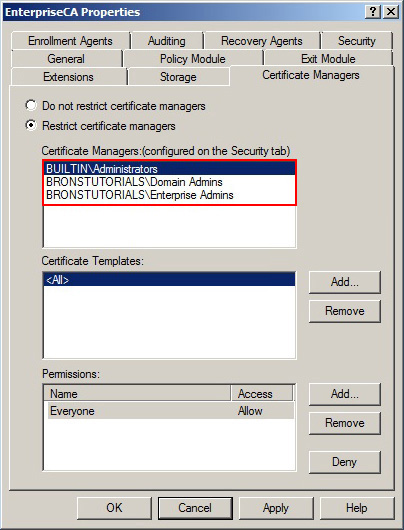 EnterpriseCA Properties
Enrollment Agents Auditing Recovery Agents Security
General Policy Module Exit Module
Extensions Storage Certificate Managers
Do not restrict certificate managers
Restrict certificate managers
Certificate Managers:(configured on the Security tab)
BUILTIN\Administrators
BRONSTUTORIALS\Domain Admins
BRONSTUTORIALS\Enterprise Admins
Certificate Templates:
<All>
Add...
Remove
Permissions:
Name Access
Everyone Allow
Add...
Remove
Deny
OK Cancel Apply Help